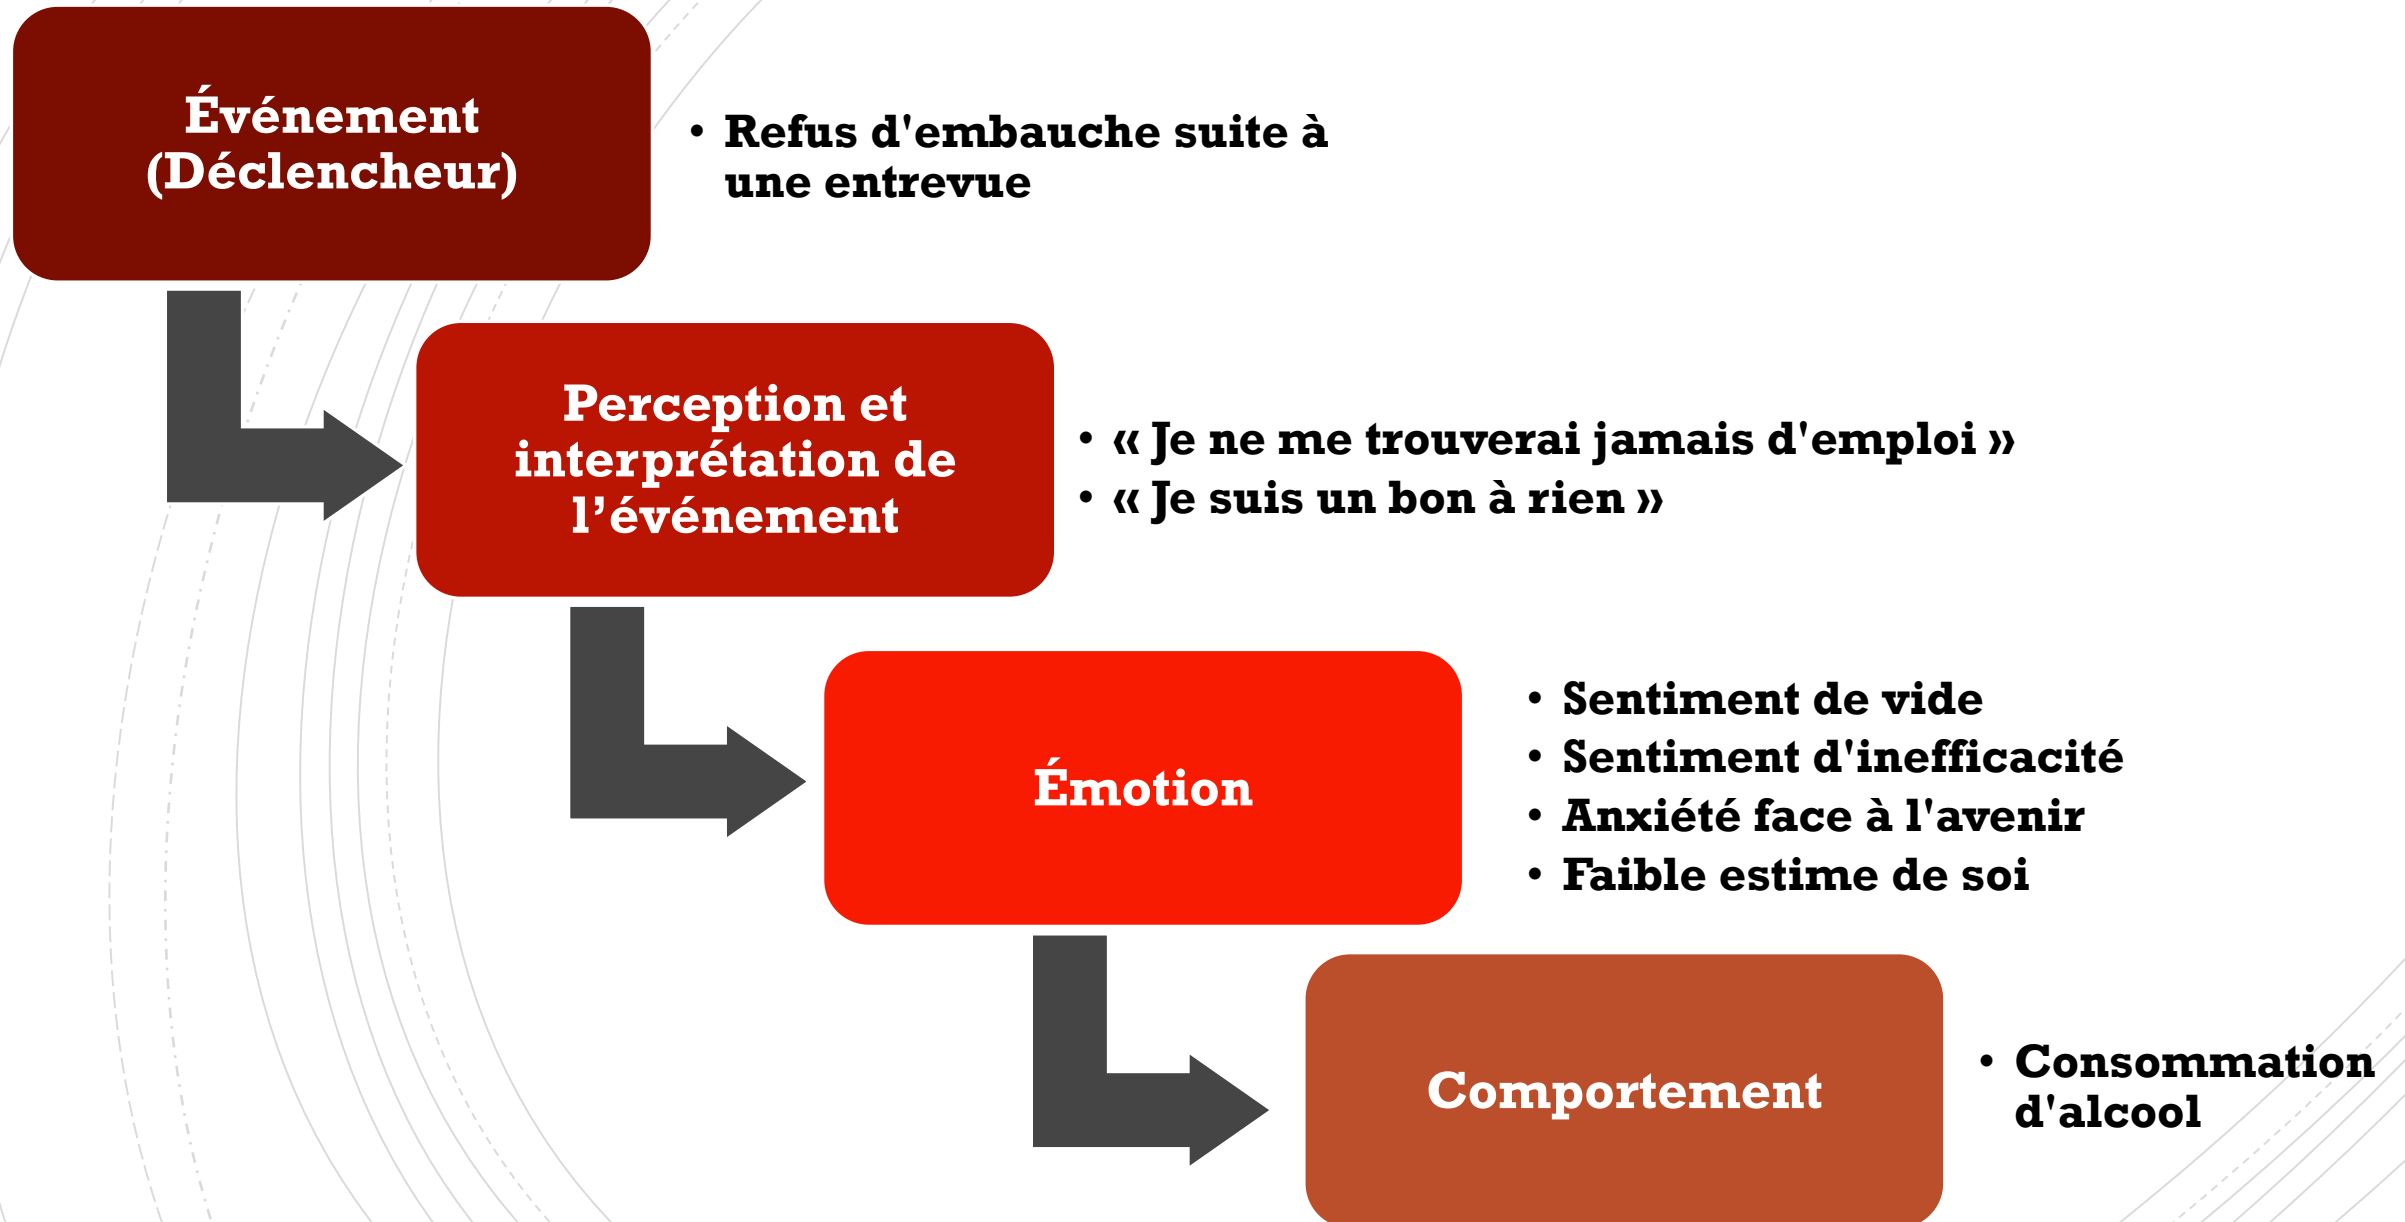 Événement
(Déclencheur)
• Refus d'embauche suite à
une entrevue
Perception et
interprétation de
l’événement
• « Je ne me trouverai jamais d'emploi »
• « Je suis un bon à rien »
Émotion
• Sentiment de vide
• Sentiment d'inefficacité
• Anxiété face à l'avenir
• Faible estime de soi
Comportement
• Consommation
d'alcool